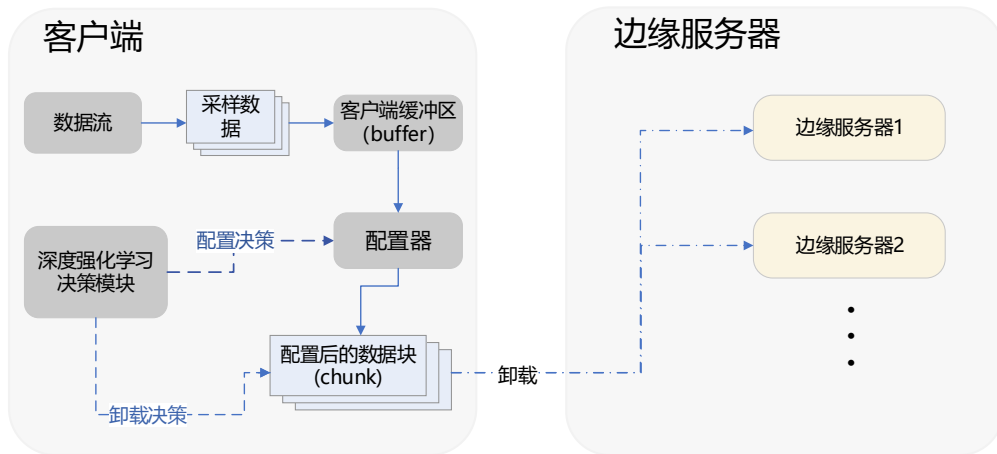 客户端
边缘服务器
数据流
采样数
据
客户端缓冲区
(buffer)
边缘服务器1
深度强化学习
决策模块
配置决策
配置器
边缘服务器2
配置后的数据块
(chunk)
卸载
卸载决策